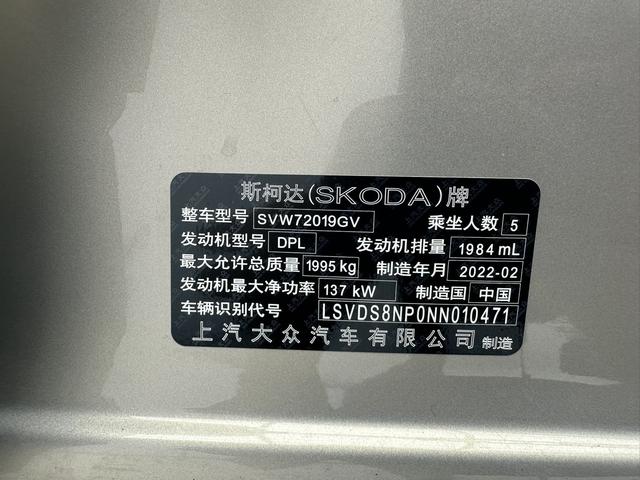 斯柯达(SKODA)牌
整车型号 SVW72019GV 乘坐人数 5
发动机型号 DPL 发动机排量 1984 mL
最大允许总质量 1995 kg 制造年月 2022-02
发动机最大净功率 137 kW 制造国 中国
车辆识别代号 LSVDS8NP0NN010471
上汽大众汽车有限公司 制造